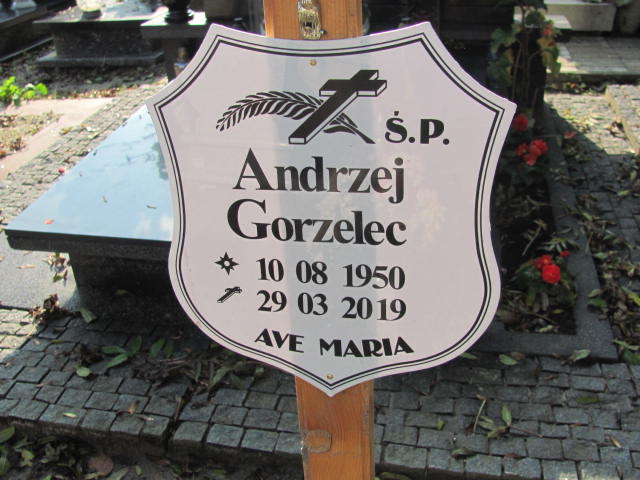 Ś.P.
Andrzej
Gorzelec
10 08 1950
29 03 2019
AVE MARIA